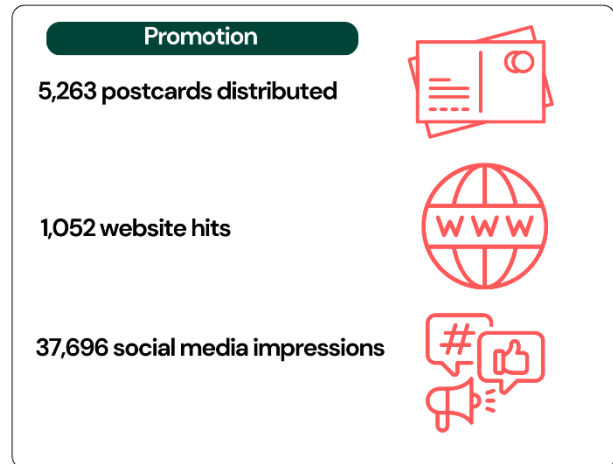 Promotion
5,263 postcards distributed
1,052 website hits
WWW
37,696 social media impressions
#